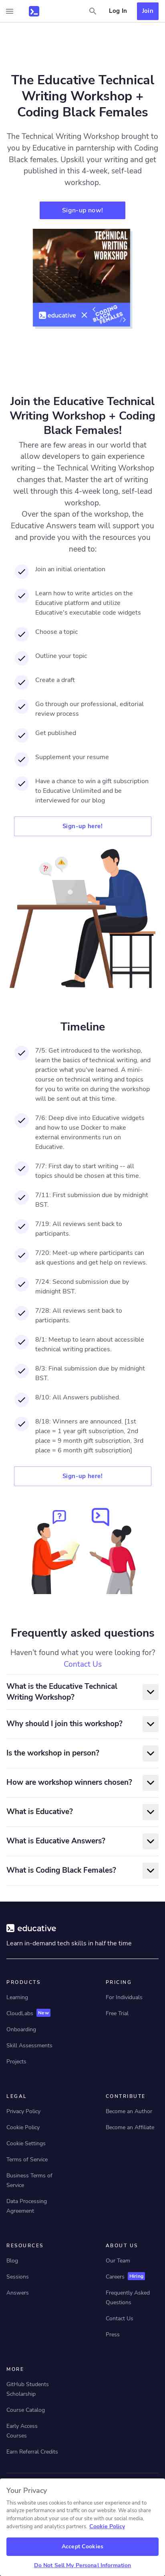 Log In
Join
The Educative Technical
Writing Workshop +
Coding Black Females
The Technical Writing Workshop brought to
you by Educative in parntership with Coding
Black females. Upskill your writing and get
published in this 4-week, self-lead
workshop.
Sign-up now!
TECHNICAL
WRITING WORKSHOP
educative
CODING
BLACK
FEMALES
Join the Educative Technical
Writing Workshop + Coding
Black Females!
There are no areas in our world that
allow developers to gain experience
writing – the Technical Writing Workshop
changes that. Master the art of writing
well through this 4-week long, self-lead
workshop.
Over the span of the workshop, the
Educative Answers team will support you
and provide you with the resources you
need to:
Join an initial orientation
Learn how to write articles on the
Educative platform and utilize
Educative's executable code widgets
Choose a topic
Outline your topic
Create a draft
Go through our professional, editorial
review process
Get published
Supplement your resume
Have a chance to win a gift subscription
to Educative Unlimited and be
interviewed for our blog
Sign-up here!
Timeline
7/5: Get introduced to the workshop,
learn the basics of technical writing, and
practice what you've learned. A mini-
course on technical writing and topics
for you to write on during the workshop
will be sent out at this time.
7/6: Deep dive into Educative widgets
and how to use Docker to make
external environments run on
Educative.
7/7: First day to start writing -- all
topics should be chosen at this time.
7/11: First submission due by midnight
BST.
7/19: All reviews sent back to
participants.
7/20: Meet-up where participants can
ask questions and get help on reviews.
7/24: Second submission due by
midnight BST.
7/28: All reviews sent back to
participants.
8/1: Meetup to learn about accessible
technical writing practices.
8/3: Final submission due by midnight
BST.
8/10: All Answers published.
8/18: Winners are announced. [1st
place = 1 year gift subscription, 2nd
place = 9 month gift subscription, 3rd
place = 6 month gift subscription]
Sign-up here!
Frequently asked questions
Haven't found what you were looking for?
Contact Us
What is the Educative Technical
Writing Workshop?
Why should I join this workshop?
Is the workshop in person?
How are workshop winners chosen?
What is Educative?
What is Educative Answers?
What is Coding Black Females?
educative
Learn in-demand tech skills in half the time
PRODUCTS
Learning
CloudLabs New
Onboarding
Skill Assessments
Projects
PRICING
For Individuals
Free Trial
LEGAL
Privacy Policy
Cookie Policy
Cookie Settings
Terms of Service
Business Terms of
Service
Data Processing
Agreement
CONTRIBUTE
Become an Author
Become an Affiliate
RESOURCES
Blog
Sessions
Answers
ABOUT US
Our Team
Careers Hiring
Frequently Asked
Questions
Contact Us
Press
MORE
GitHub Students
Scholarship
Course Catalog
Early Access
Courses
Earn Referral Credits
Your Privacy
This website uses cookies to enhance user experience and to
analyze performance and traffic on our website. We also share
information about your use of our site with our social media,
advertising, and analytics partners. Cookie Policy
Accept Cookies
Do Not Sell My Personal Information